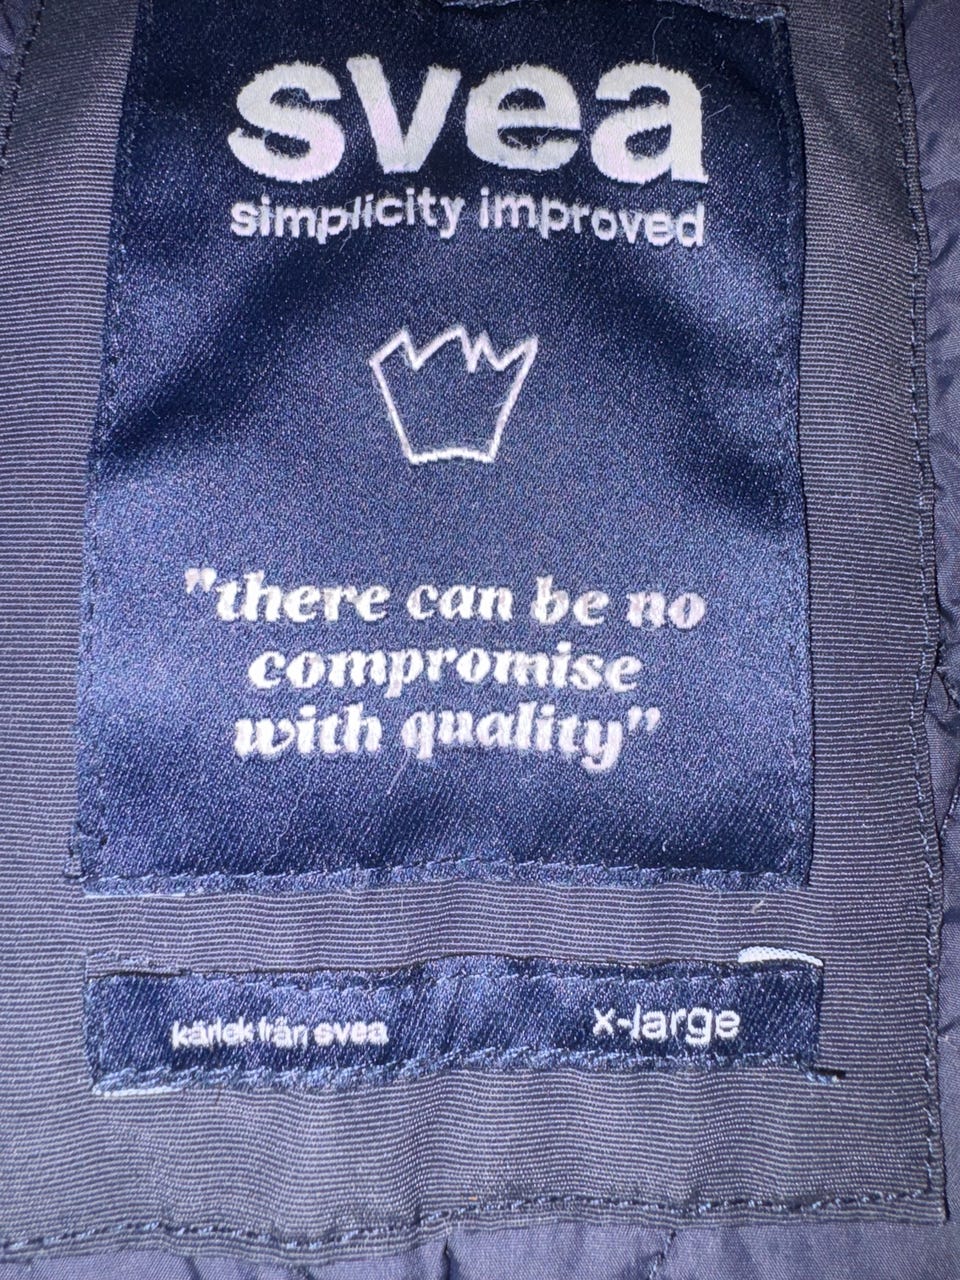 svea
simplicity improved
"there can be no
compromise
with quality"
kärlek från svea
x-large